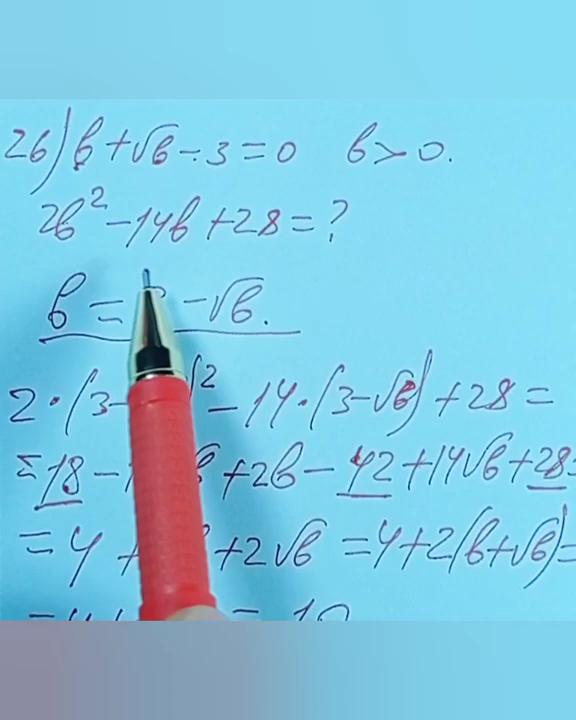 26) b + √b - 3 = 0 b > 0.
2b² - 14b + 28 = ?
b = - √b.
2 · (3- )² - 14 · (3 - √b) + 28 =
= 18 - + 2b - 42 + 14√b + 28
= 4 + + 2√b = 4 + 2(b + √b) =
= 10